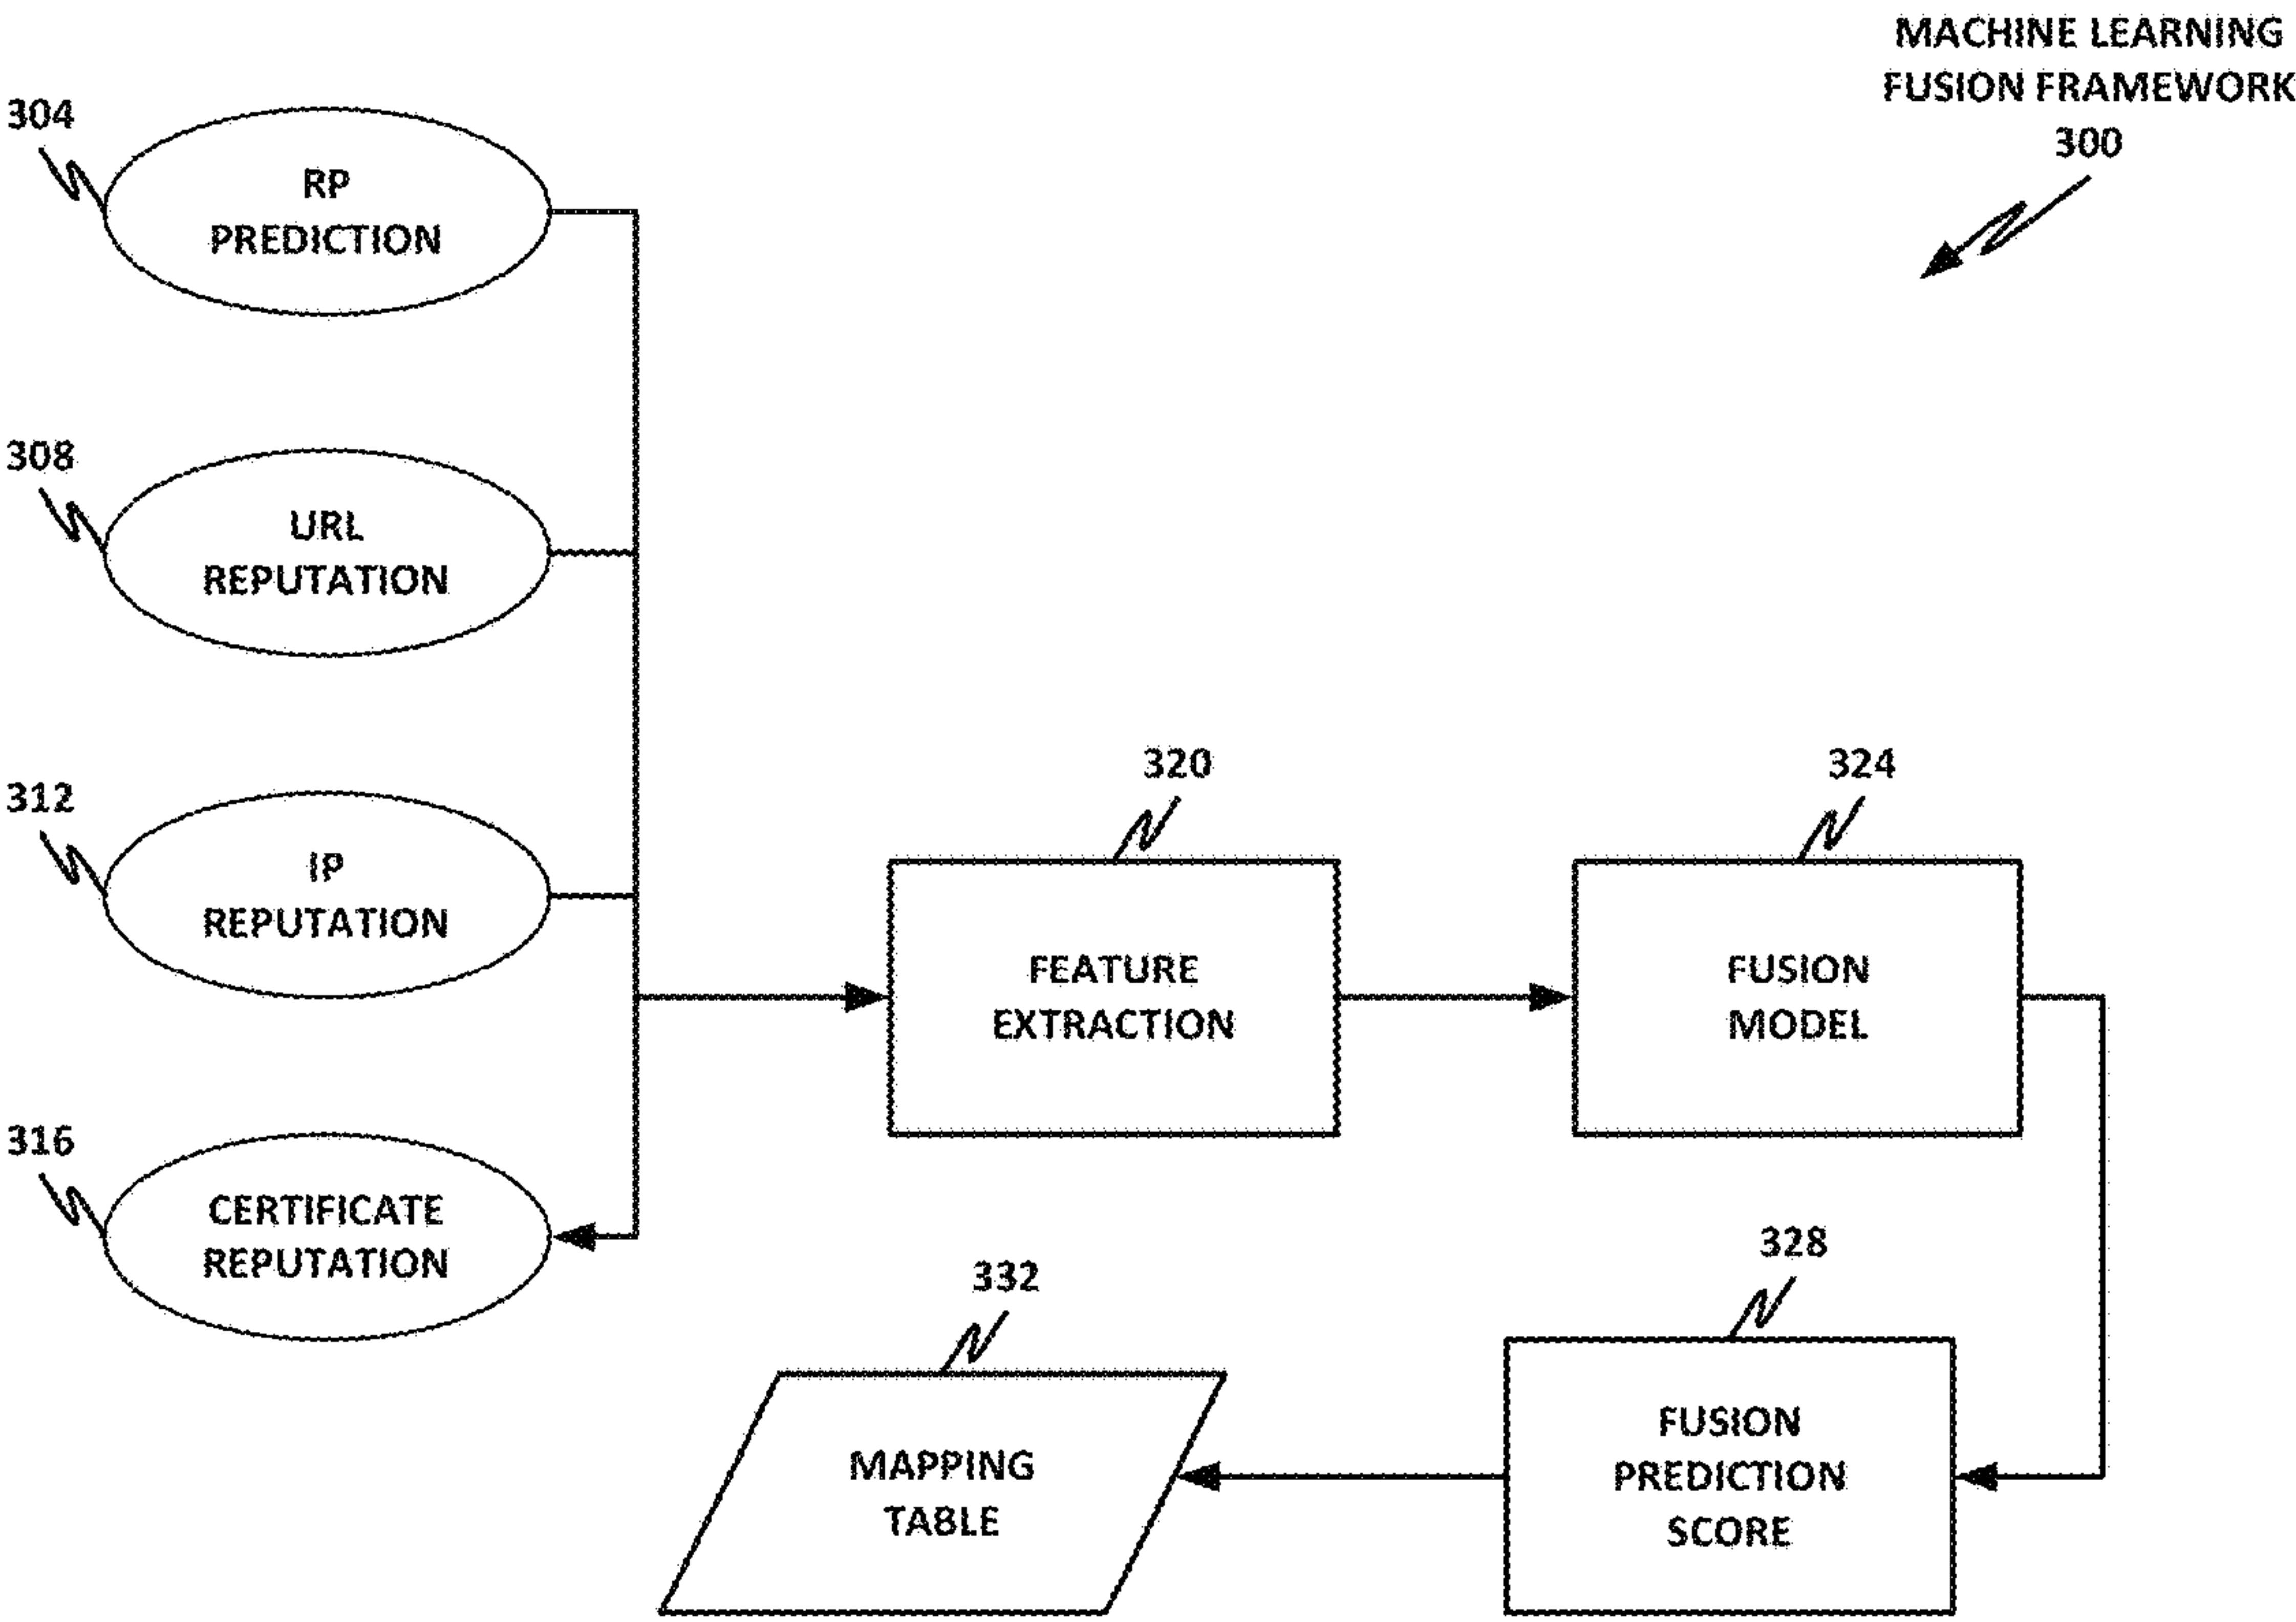 MACHINE LEARNING
FUSION FRAMEWORK
300
304
RP
PREDICTION
308
URL
REPUTATION
312
IP
REPUTATION
316
CERTIFICATE
REPUTATION
320
FEATURE
EXTRACTION
324
FUSION
MODEL
328
FUSION
PREDICTION
SCORE
332
MAPPING
TABLE